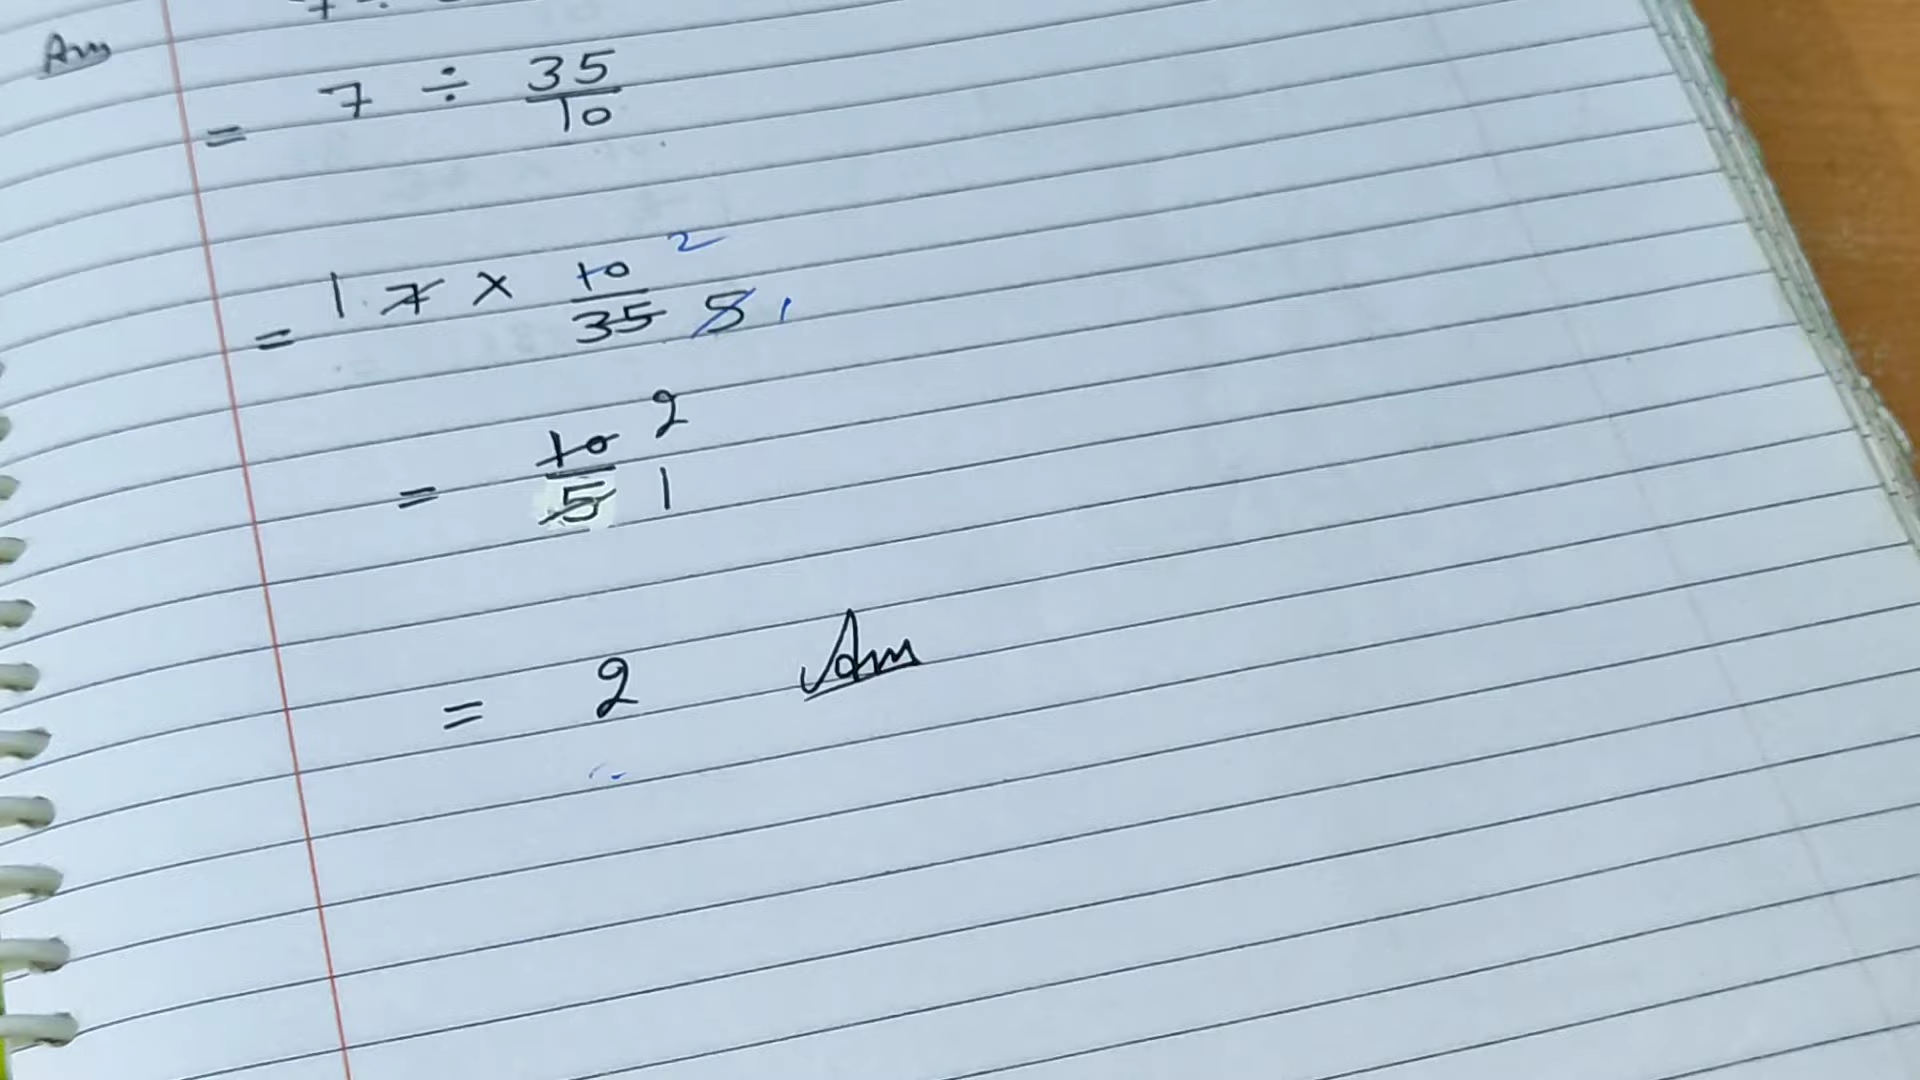 Ans
= 7 ÷ 35/10
= 1 7 × 10/35 2 5 1
= 10/5 2 1
= 2 Ans